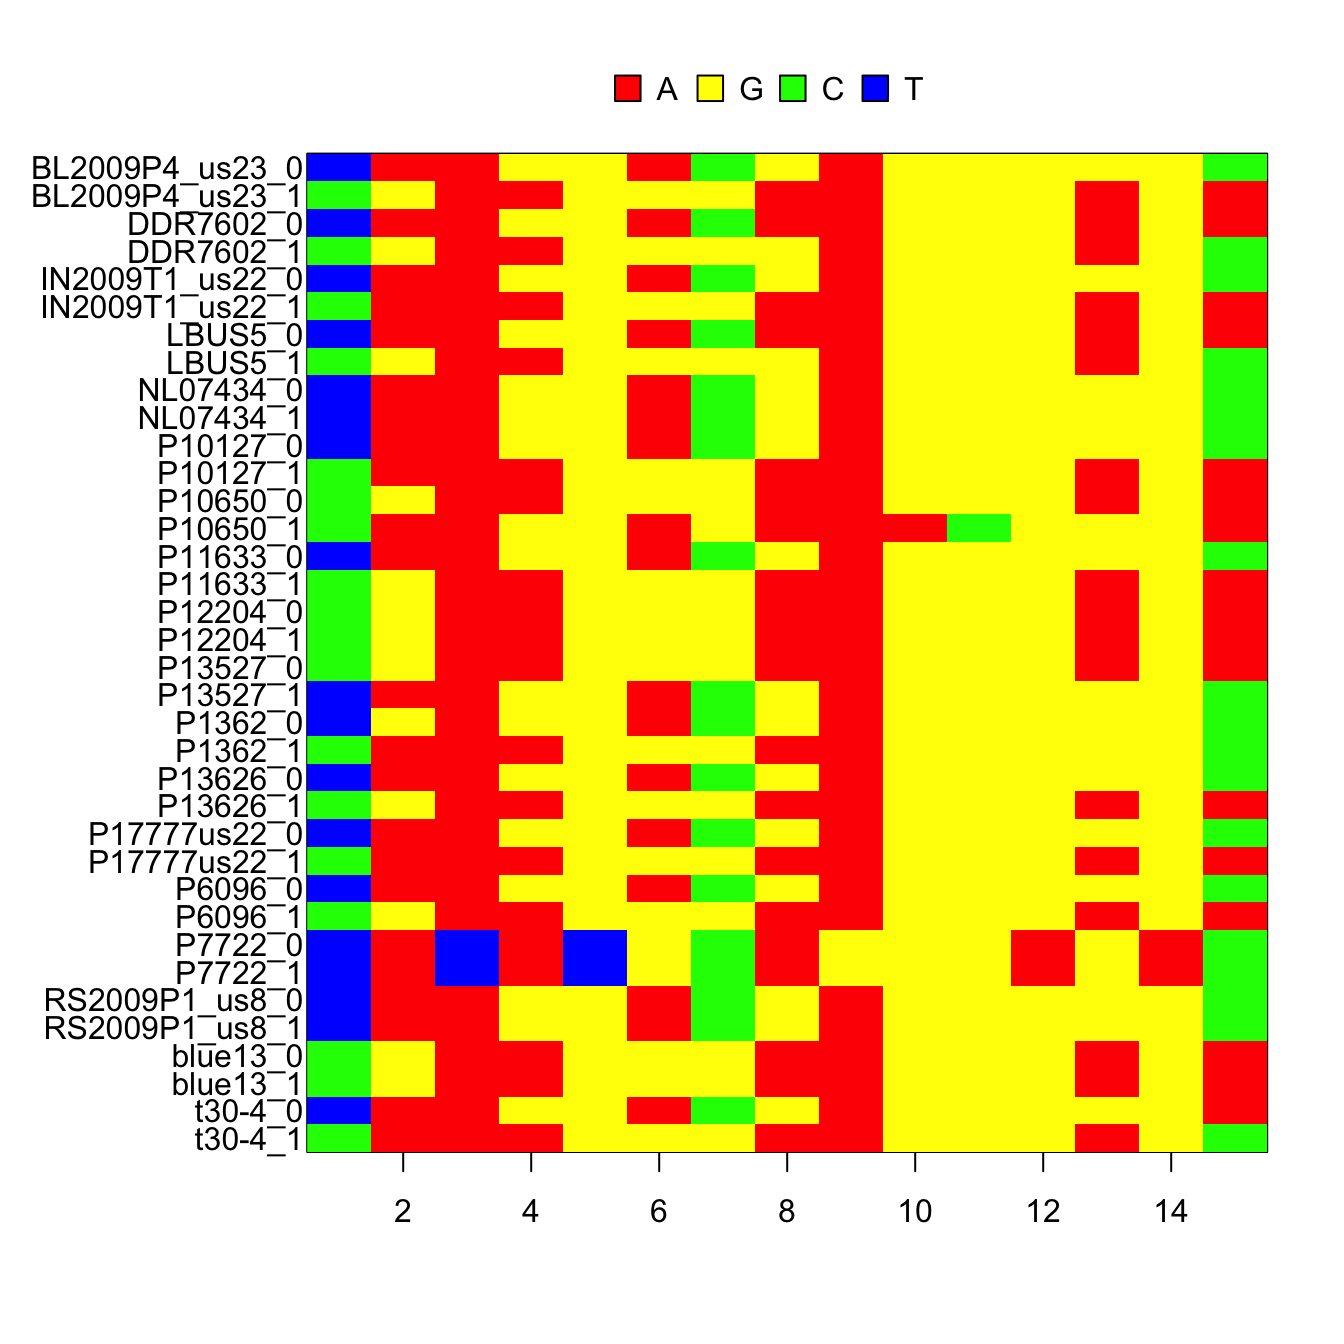 A G C T
BL2009P4_us23_0
BL2009P4_us23_1
DDR7602_0
DDR7602_1
IN2009T1_us22_0
IN2009T1_us22_1
LBUS5_0
LBUS5_1
NL07434_0
NL07434_1
P10127_0
P10127_1
P10650_0
P10650_1
P11633_0
P11633_1
P12204_0
P12204_1
P13527_0
P13527_1
P1362_0
P1362_1
P13626_0
P13626_1
P17777us22_0
P17777us22_1
P6096_0
P6096_1
P7722_0
P7722_1
RS2009P1_us8_0
RS2009P1_us8_1
blue13_0
blue13_1
t30-4_0
t30-4_1
2 4 6 8 10 12 14